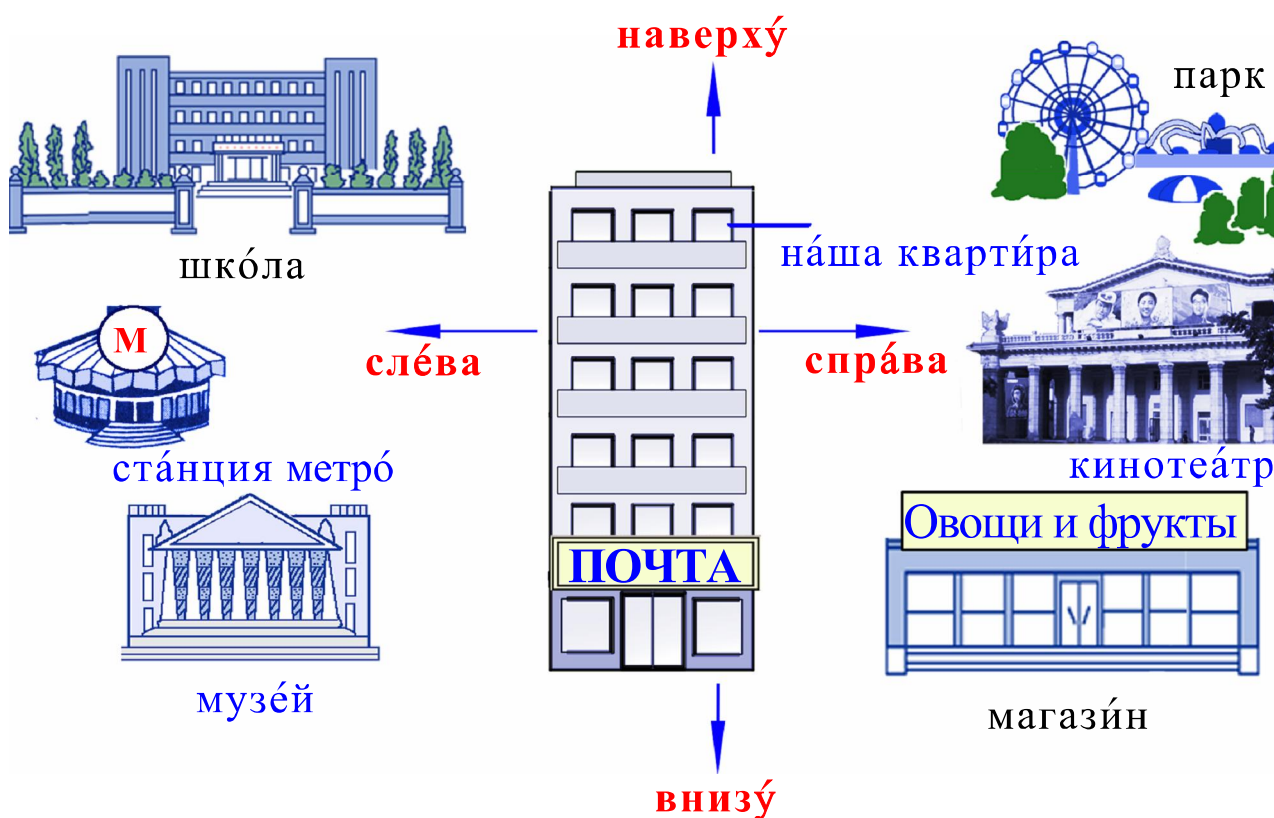 наверху́
парк
шко́ла
на́ша кварти́ра
М
сле́ва
спра́ва
ста́нция метро́
кинотеа́тр
Овощи и фрукты
ПОЧТА
музе́й
магази́н
внизу́